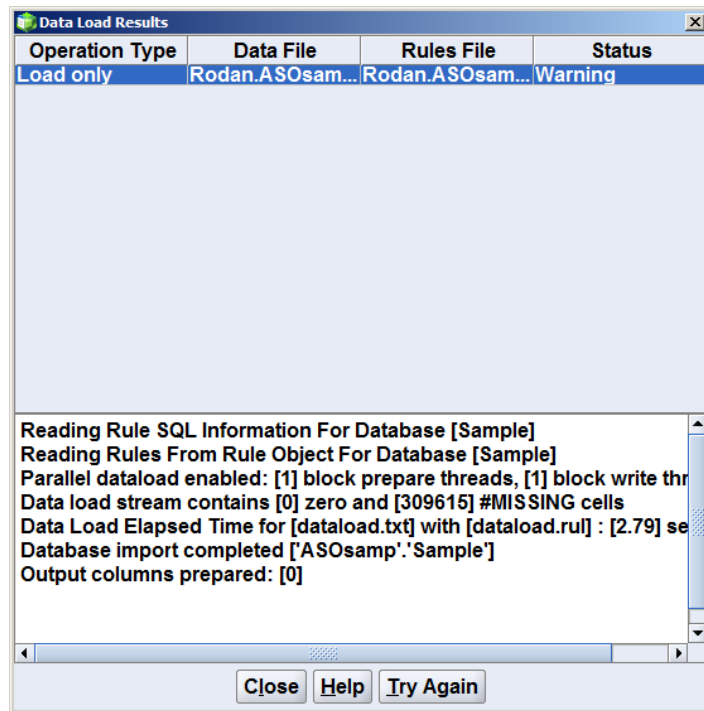 Data Load Results
Operation Type Data File Rules File Status
Load only Rodan.ASOsam... Rodan.ASOsam... Warning
Reading Rule SQL Information For Database [Sample]
Reading Rules From Rule Object For Database [Sample]
Parallel dataload enabled: [1] block prepare threads, [1] block write thr
Data load stream contains [0] zero and [309615] #MISSING cells
Data Load Elapsed Time for [dataload.txt] with [dataload.rul] : [2.79] se
Database import completed ['ASOsamp'.'Sample']
Output columns prepared: [0]
Close Help Try Again